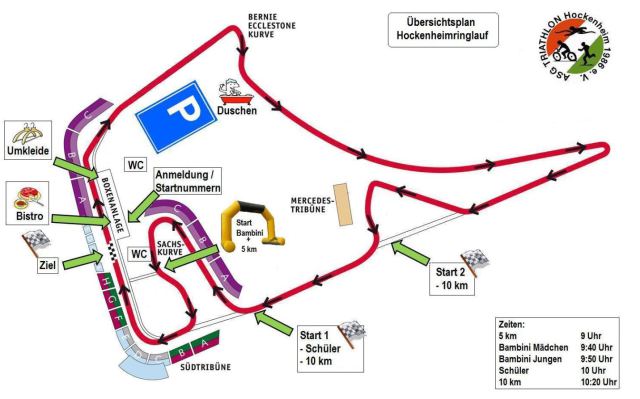 Übersichtsplan
Hockenheimringlauf
ASG TRIATHLON Hockenheim 1986 e. V.
BERNIE
ECCLESTONE
KURVE
P
Duschen
Umkleide
WC
Anmeldung /
Startnummern
BOXENANLAGE
C
B
A
Bistro
Ziel
C
B
A
Start
Bambini
+
5 km
SACHS-
KURVE
WC
MERCEDES-
TRIBÜNE
Start 2
- 10 km
Start 1
- Schüler
- 10 km
H
G
F
C
B
A
SÜDTRIBÜNE
Zeiten:
5 km 9 Uhr
Bambini Mädchen 9:40 Uhr
Bambini Jungen 9:50 Uhr
Schüler 10 Uhr
10 km 10:20 Uhr